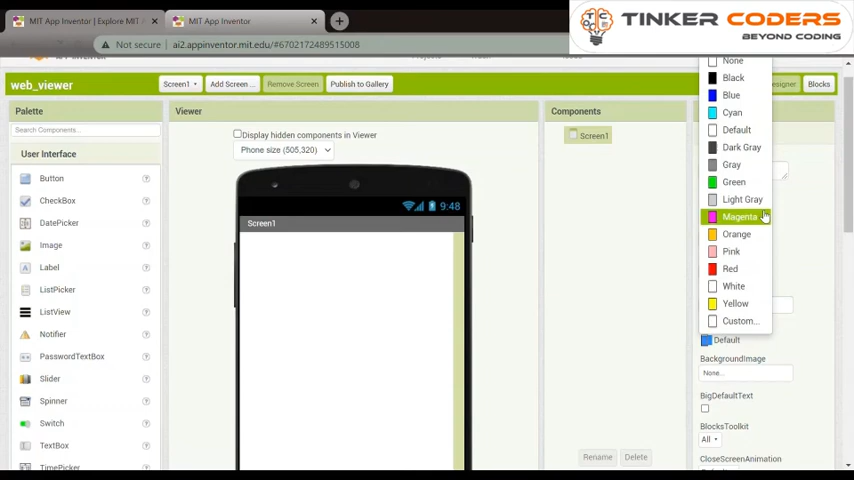 MIT App Inventor | Explore MIT A
MIT App Inventor
TINKER CODERS
BEYOND CODING
Not secure
ai2.appinventor.mit.edu/#6702172489515008
web_viewer
Screen1
Add Screen ...
Remove Screen
Publish to Gallery
Designer
Blocks
Palette
Viewer
Components
Search Components...
User Interface
Button
CheckBox
DatePicker
Image
Label
ListPicker
ListView
Notifier
PasswordTextBox
Slider
Spinner
Switch
TextBox
TimePicker
Display hidden components in Viewer
Phone size (505,320)
9:48
Screen1
Screen1
Rename
Delete
None
Black
Blue
Cyan
Default
Dark Gray
Gray
Green
Light Gray
Magenta
Orange
Pink
Red
White
Yellow
Custom...
Default
BackgroundImage
None...
BigDefaultText
BlocksToolkit
All
CloseScreenAnimation